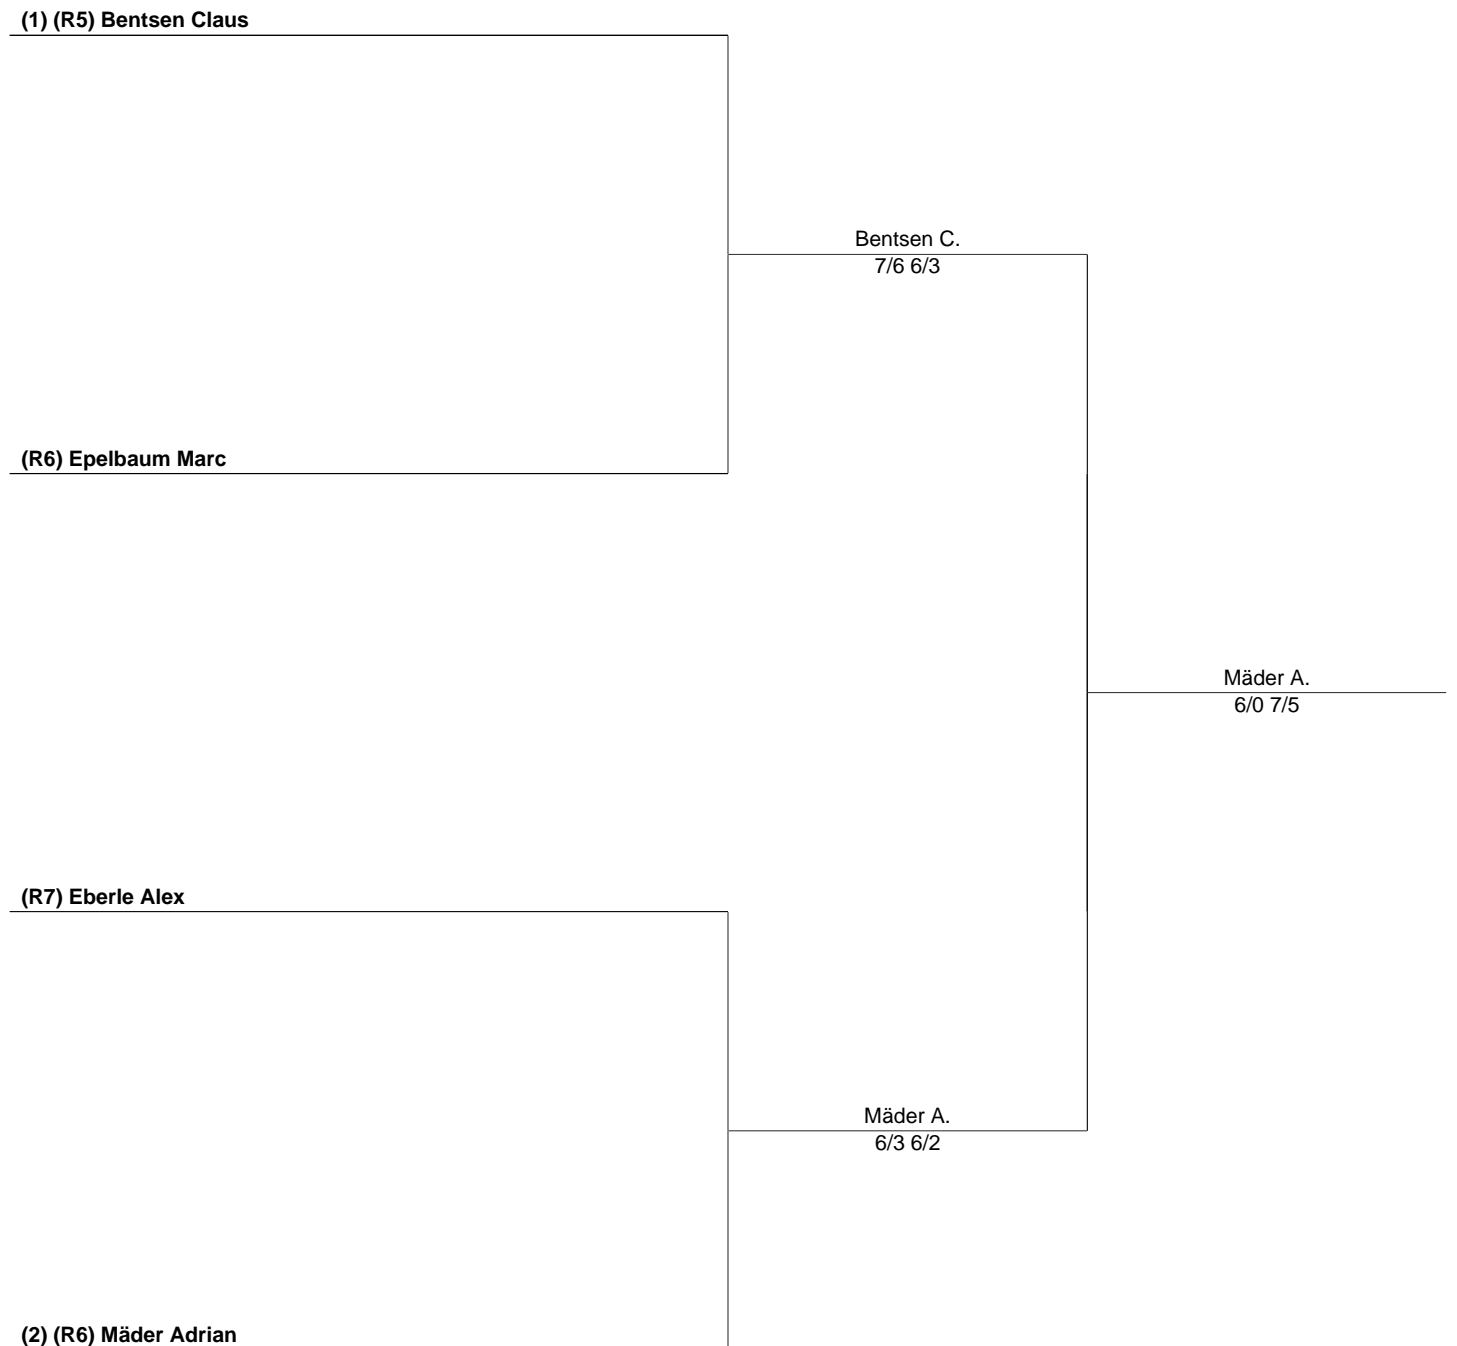 (1) (R5) Bentsen Claus
Bentsen C.
7/6 6/3
(R6) Epelbaum Marc
Mäder A.
6/0 7/5
(R7) Eberle Alex
Mäder A.
6/3 6/2
(2) (R6) Mäder Adrian